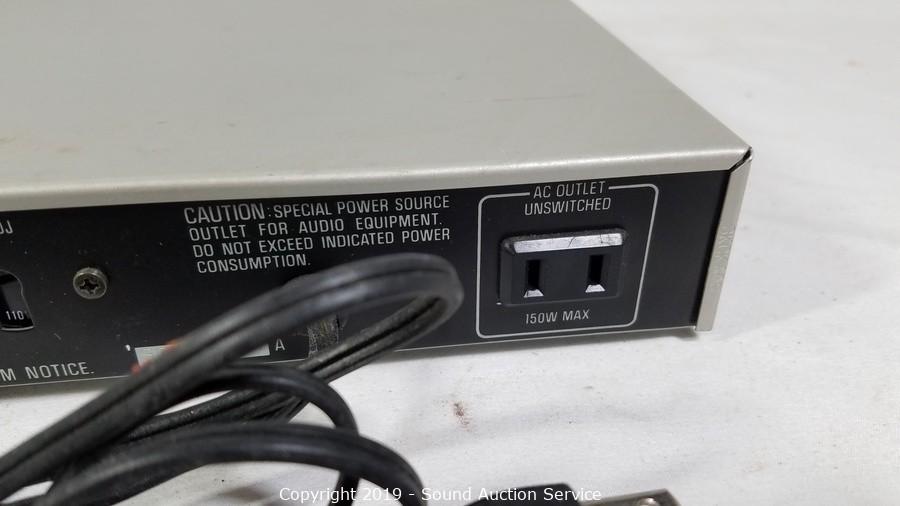 CAUTION: SPECIAL POWER SOURCE
OUTLET FOR AUDIO EQUIPMENT.
DO NOT EXCEED INDICATED POWER
CONSUMPTION.
AC OUTLET
UNSWITCHED
150W MAX
110
A
M NOTICE.
Copyright 2019 - Sound Auction Service